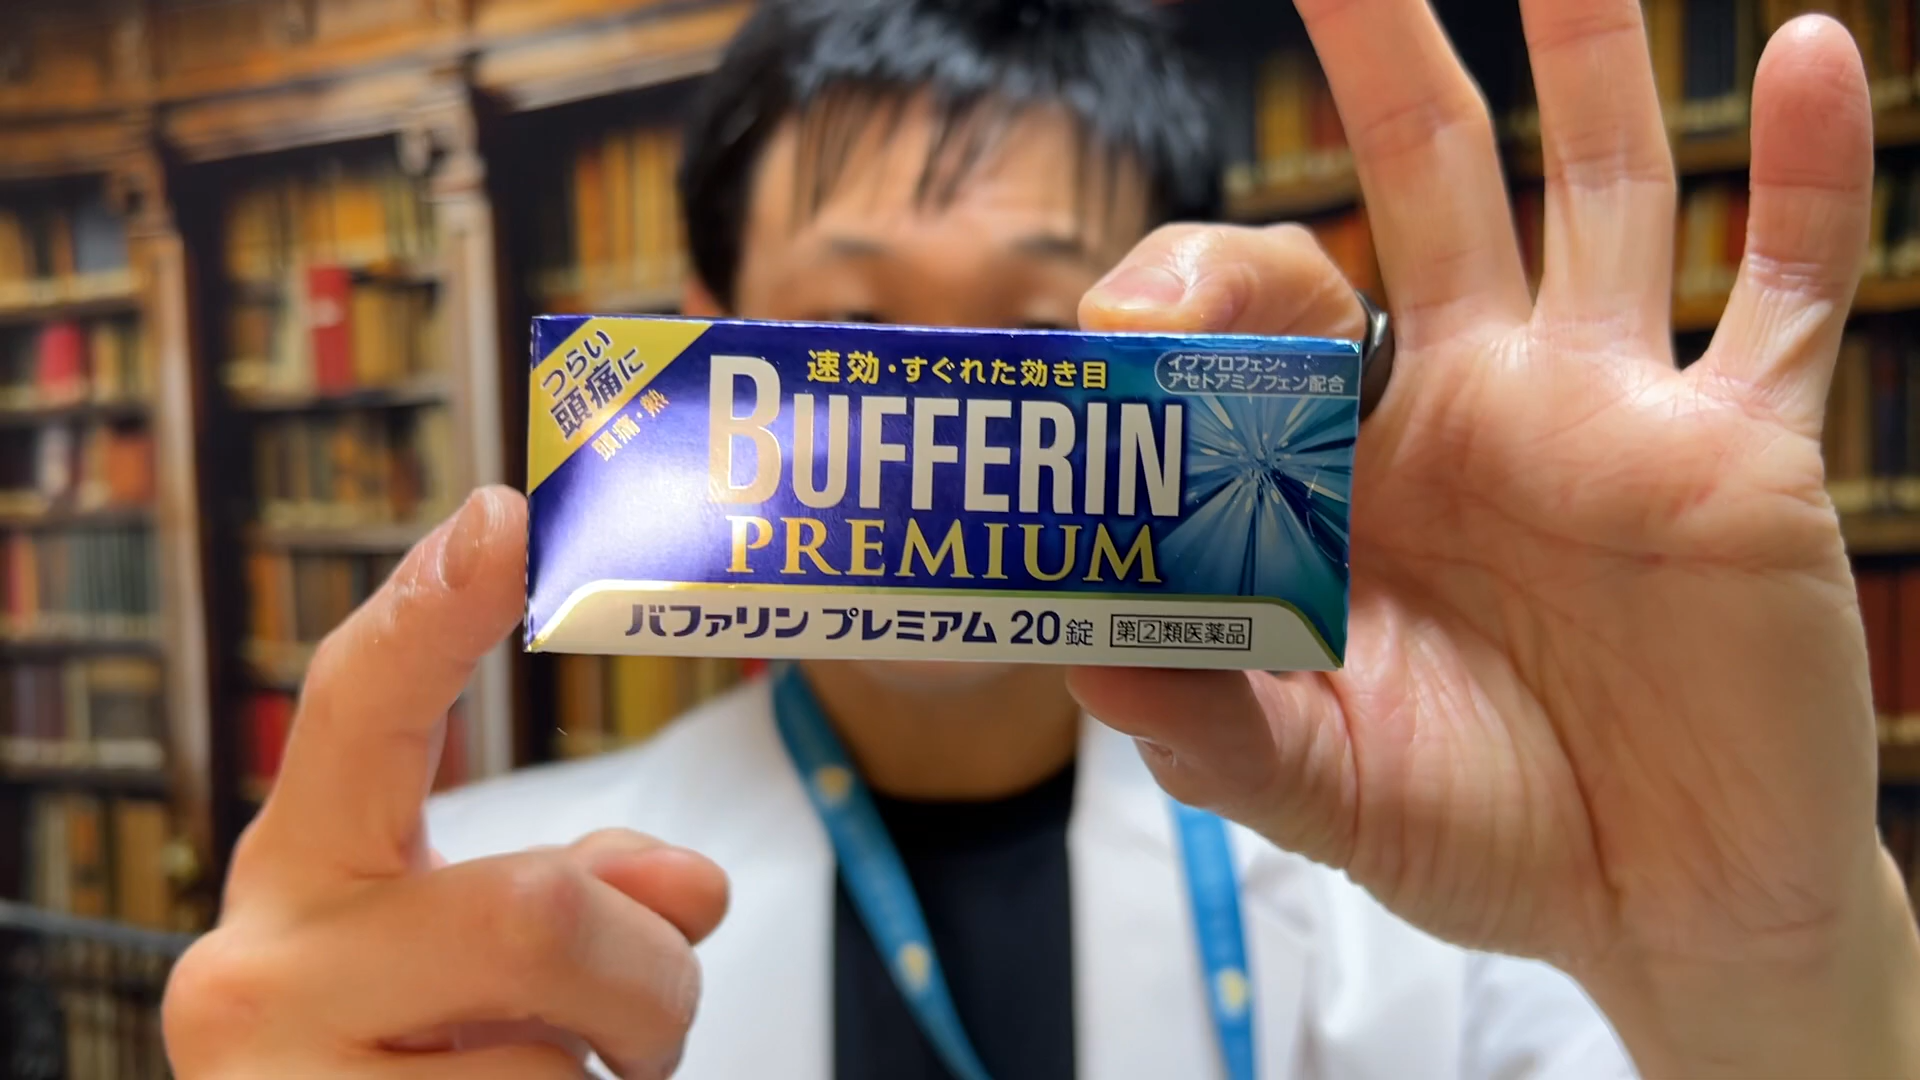 つらい
頭痛に
頭痛・熱
速効・すぐれた効き目
イブプロフェン・
アセトアミノフェン配合
BUFFERIN
PREMIUM
バファリン プレミアム 20錠 第②類医薬品